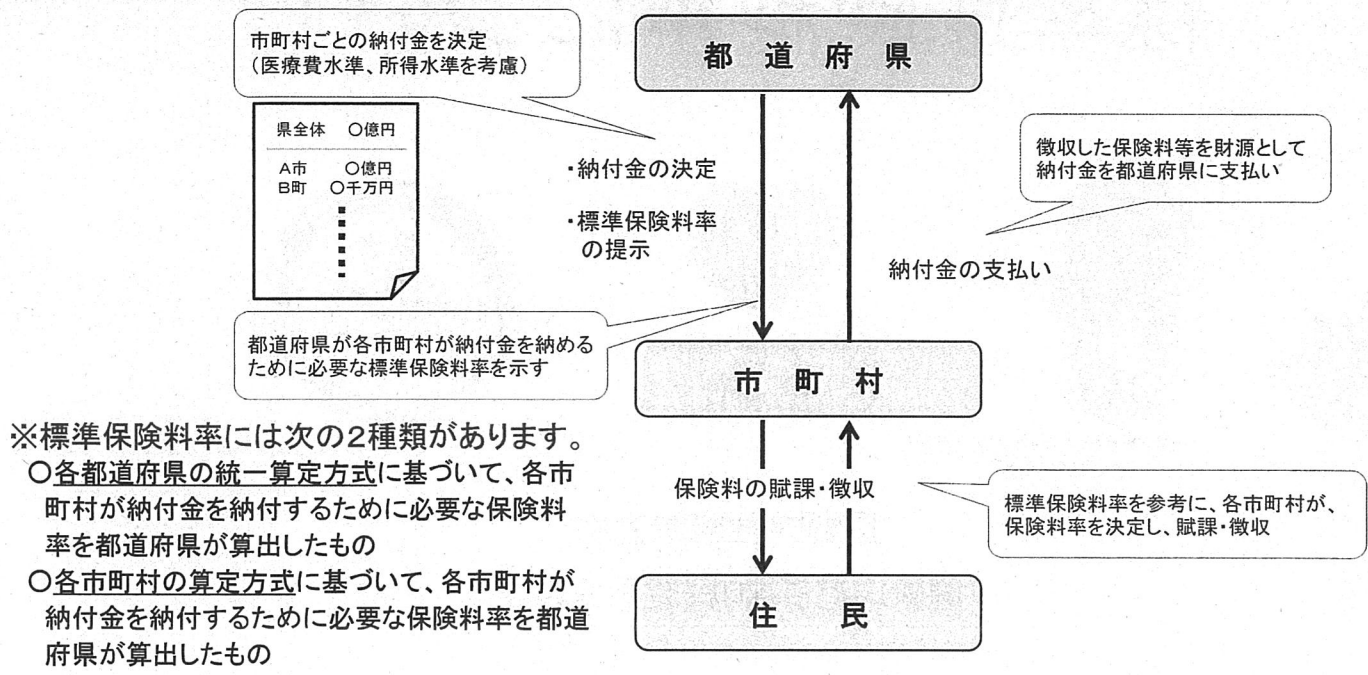 市町村ごとの納付金を決定
(医療費水準、所得水準を考慮)
都道府県
県全体 〇億円
A市 〇億円
B町 〇千万円
・納付金の決定
・標準保険料率
の提示
徴収した保険料等を財源として
納付金を都道府県に支払い
納付金の支払い
都道府県が各市町村が納付金を納める
ために必要な標準保険料率を示す
市町村
※標準保険料率には次の2種類があります。
〇各都道府県の統一算定方式に基づいて、各市
町村が納付金を納付するために必要な保険料
率を都道府県が算出したもの
〇各市町村の算定方式に基づいて、各市町村が
納付金を納付するために必要な保険料率を都道
府県が算出したもの
保険料の賦課・徴収
標準保険料率を参考に、各市町村が、
保険料率を決定し、賦課・徴収
住民